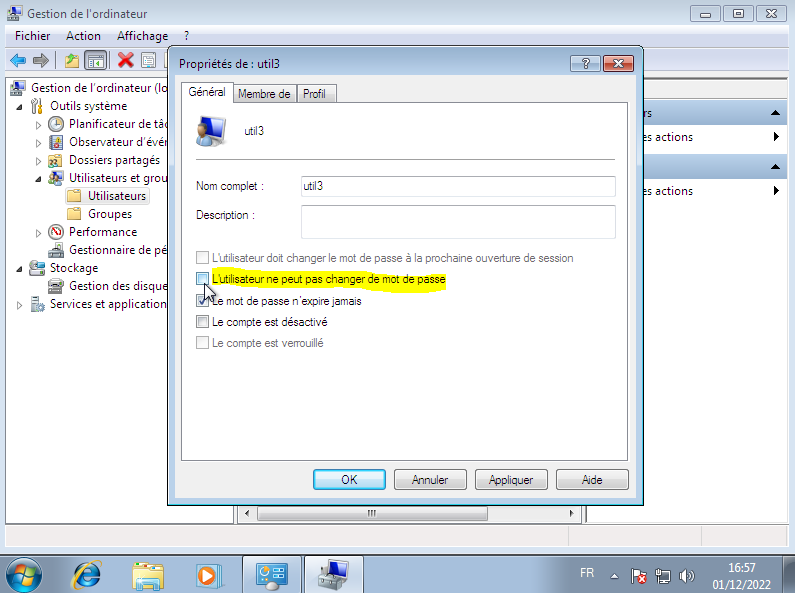 Gestion de l'ordinateur
Fichier Action Affichage ?
Propriétés de : util3
Général Membre de Profil
util3
Nom complet : util3
Description :
L'utilisateur doit changer le mot de passe à la prochaine ouverture de session
L'utilisateur ne peut pas changer de mot de passe
Le mot de passe n'expire jamais
Le compte est désactivé
Le compte est verrouillé
OK Annuler Appliquer Aide
Gestion de l'ordinateur (lo
Outils système
Planificateur de tâc
Observateur d'évén
Dossiers partagés
Utilisateurs et grou
Utilisateurs
Groupes
Performance
Gestionnaire de pé
Stockage
Gestion des disque
Services et application
rs
es actions
es actions
FR
16:57
01/12/2022